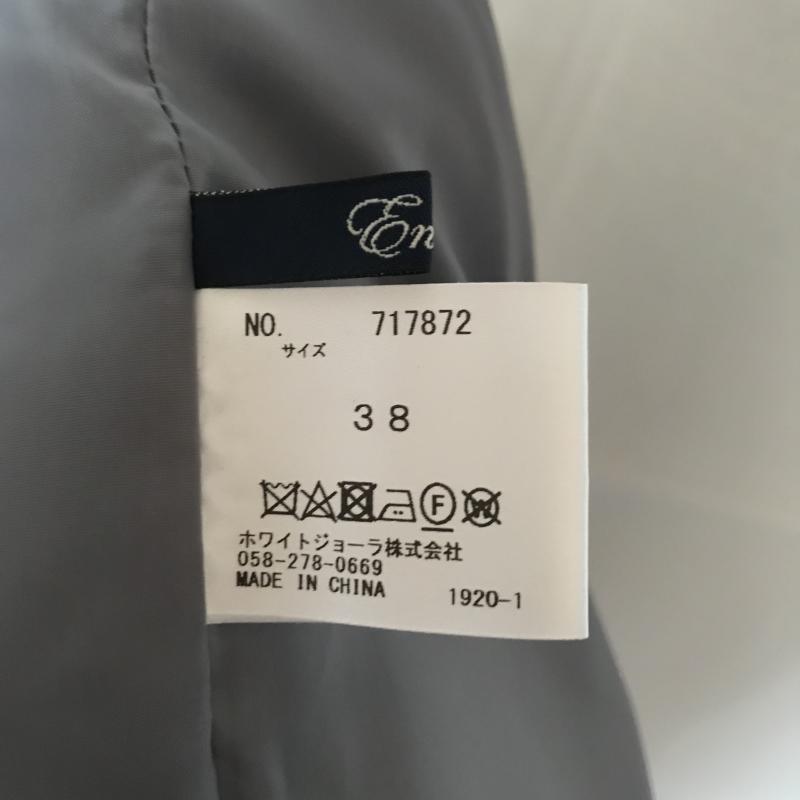 En
NO. 717872
サイズ
38
F W
ホワイトジョーラ株式会社
058-278-0669
MADE IN CHINA 1920-1